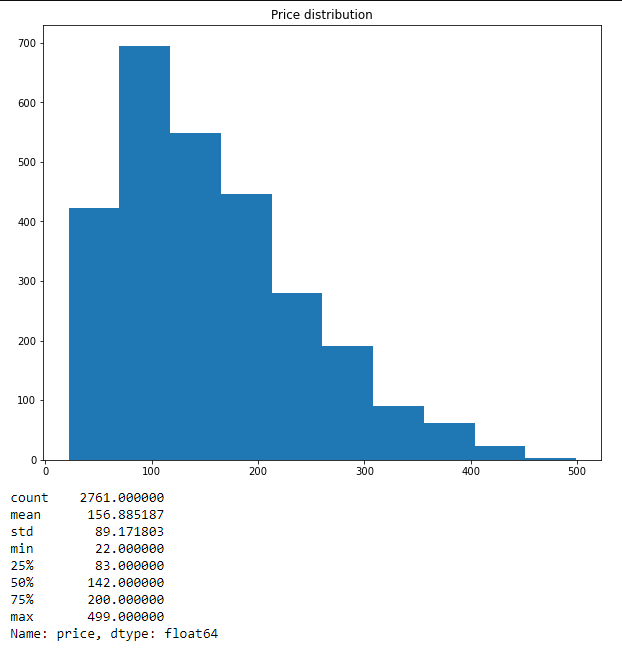 Price distribution
700
600
500
400
300
200
100
0
0 100 200 300 400 500
count 2761.000000
mean 156.885187
std 89.171803
min 22.000000
25% 83.000000
50% 142.000000
75% 200.000000
max 499.000000
Name: price, dtype: float64